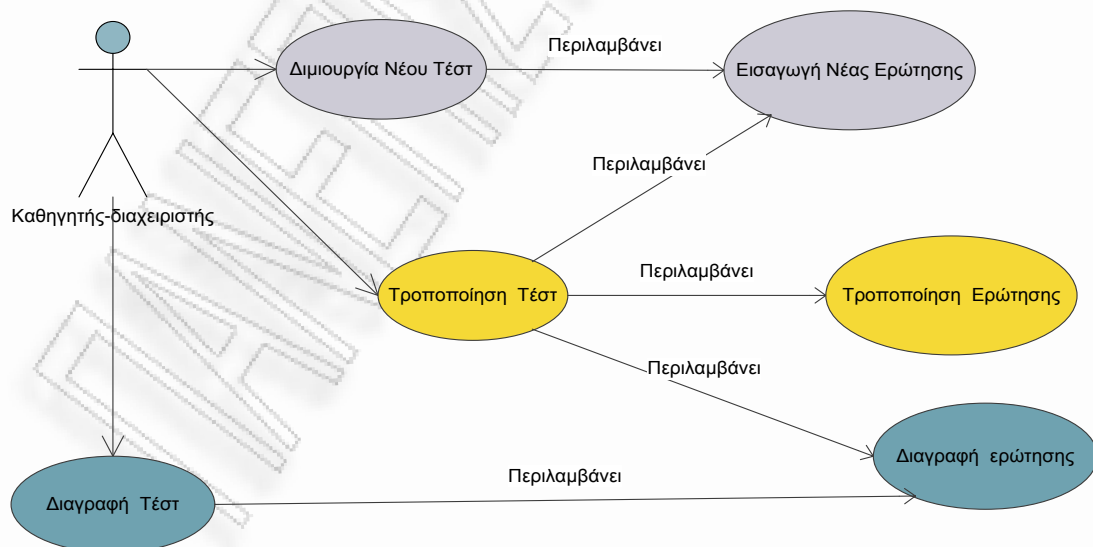 Διμιουργία Νέου Τέστ
Περιλαμβάνει
Εισαγωγή Νέας Ερώτησης
Περιλαμβάνει
Καθηγητής-διαχειριστής
Τροποποίηση Τέστ
Περιλαμβάνει
Τροποποίηση Ερώτησης
Περιλαμβάνει
Διαγραφή ερώτησης
Περιλαμβάνει
Διαγραφή Τέστ